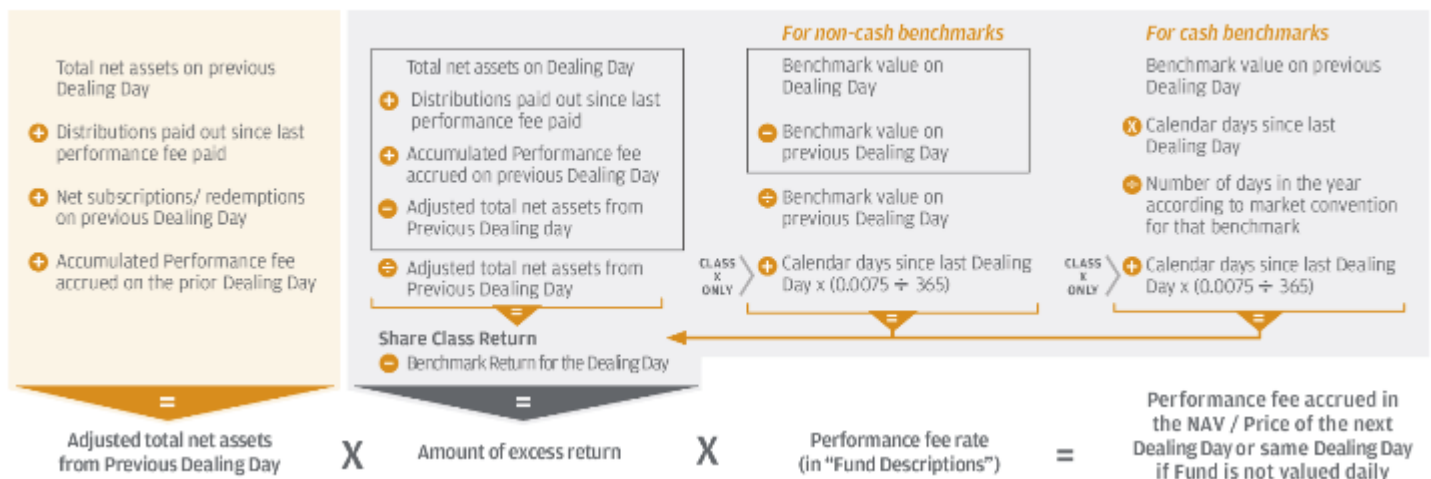 Total net assets on previous
Dealing Day
+ Distributions paid out since last
performance fee paid
+ Net subscriptions/ redemptions
on previous Dealing Day
+ Accumulated Performance fee
accrued on the prior Dealing Day
=
Adjusted total net assets
from Previous Dealing Day
X
Total net assets on Dealing Day
+ Distributions paid out since last
performance fee paid
+ Accumulated Performance fee
accrued on previous Dealing Day
− Adjusted total net assets from
Previous Dealing day
÷ Adjusted total net assets from
Previous Dealing Day
=
Share Class Return
− Benchmark Return for the Dealing Day
=
Amount of excess return
X
For non-cash benchmarks
Benchmark value on
Dealing Day
− Benchmark value on
previous Dealing Day
÷ Benchmark value on
previous Dealing Day
CLASS
X
ONLY
+ Calendar days since last Dealing
Day x (0.0075 ÷ 365)
=
For cash benchmarks
Benchmark value on previous
Dealing Day
X Calendar days since last
Dealing Day
÷ Number of days in the year
according to market convention
for that benchmark
CLASS
X
ONLY
+ Calendar days since last Dealing
Day x (0.0075 ÷ 365)
=
Performance fee rate
(in "Fund Descriptions")
=
Performance fee accrued in
the NAV / Price of the next
Dealing Day or same Dealing Day
if Fund is not valued daily